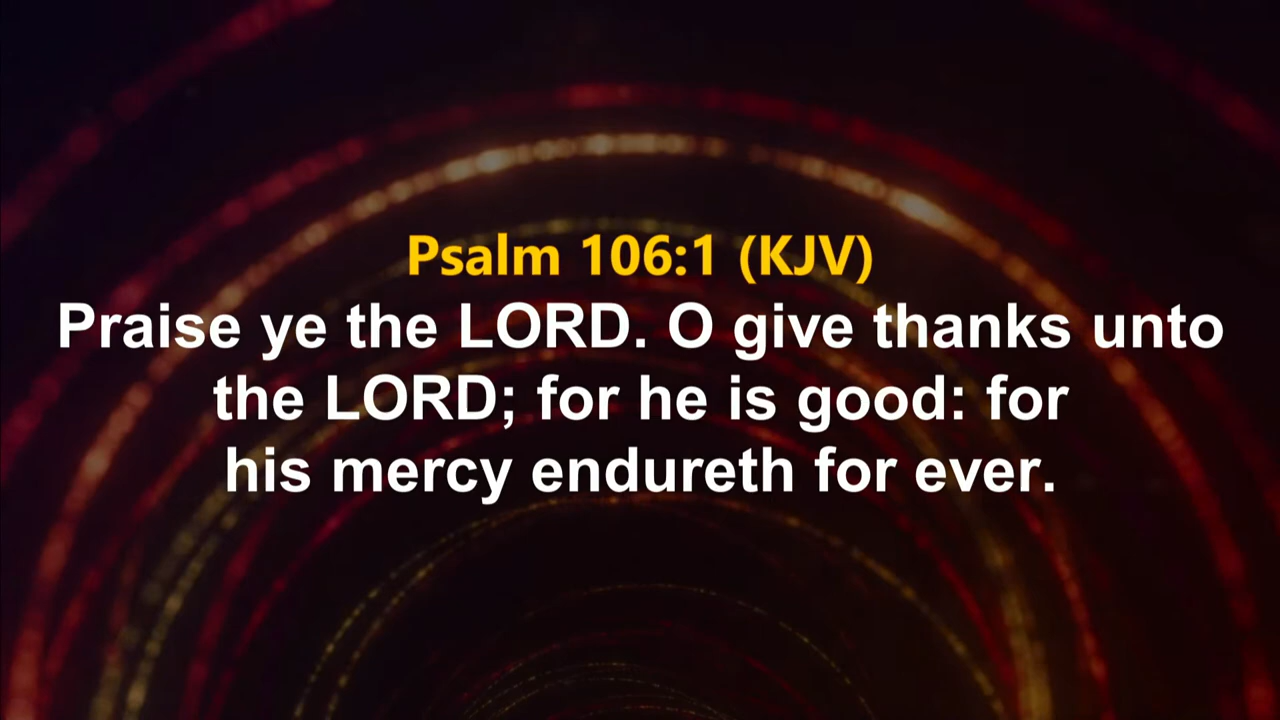 Psalm 106:1 (KJV)
Praise ye the LORD. O give thanks unto
the LORD; for he is good: for
his mercy endureth for ever.